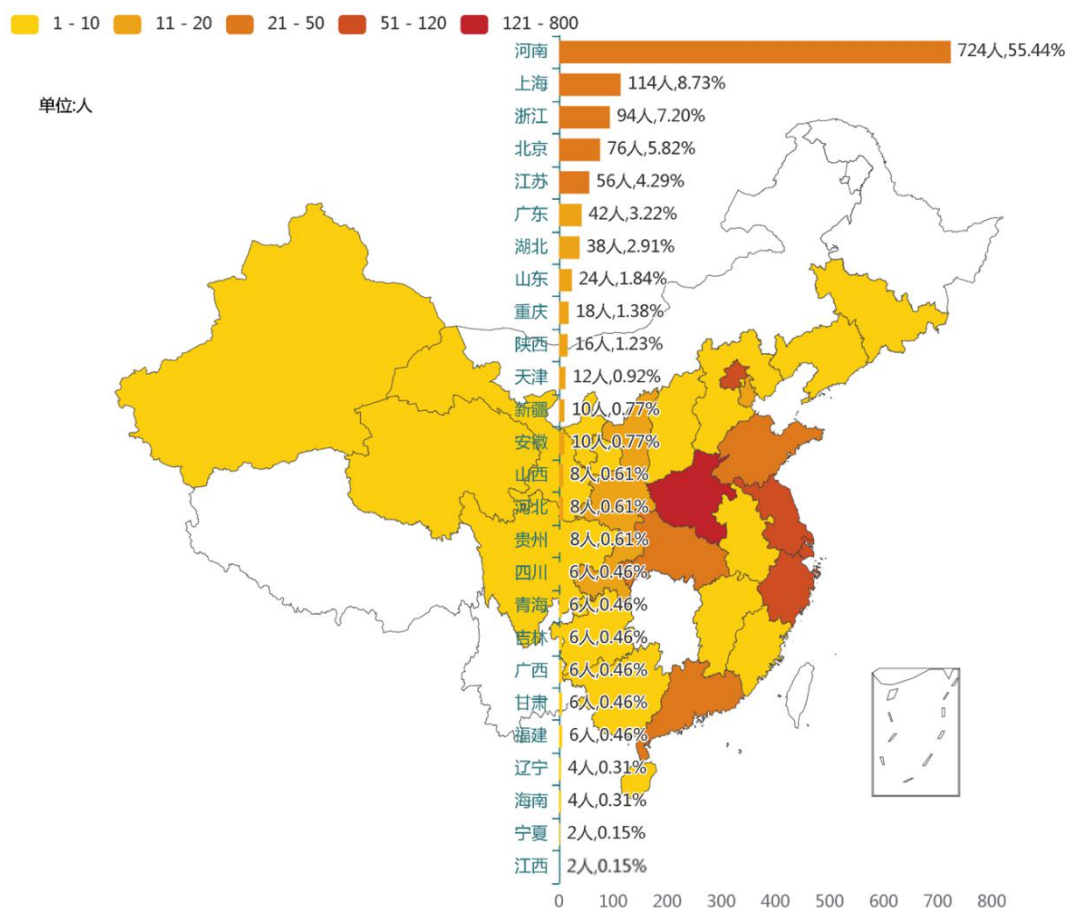 1 - 10 11 - 20 21 - 50 51 - 120 121 - 800
单位:人
河南 724人,55.44%
上海 114人,8.73%
浙江 94人,7.20%
北京 76人,5.82%
江苏 56人,4.29%
广东 42人,3.22%
湖北 38人,2.91%
山东 24人,1.84%
重庆 18人,1.38%
陕西 16人,1.23%
天津 12人,0.92%
新疆 10人,0.77%
安徽 10人,0.77%
山西 8人,0.61%
河北 8人,0.61%
贵州 8人,0.61%
四川 6人,0.46%
青海 6人,0.46%
吉林 6人,0.46%
广西 6人,0.46%
甘肃 6人,0.46%
福建 6人,0.46%
辽宁 4人,0.31%
海南 4人,0.31%
宁夏 2人,0.15%
江西 2人,0.15%
0 100 200 300 400 500 600 700 800